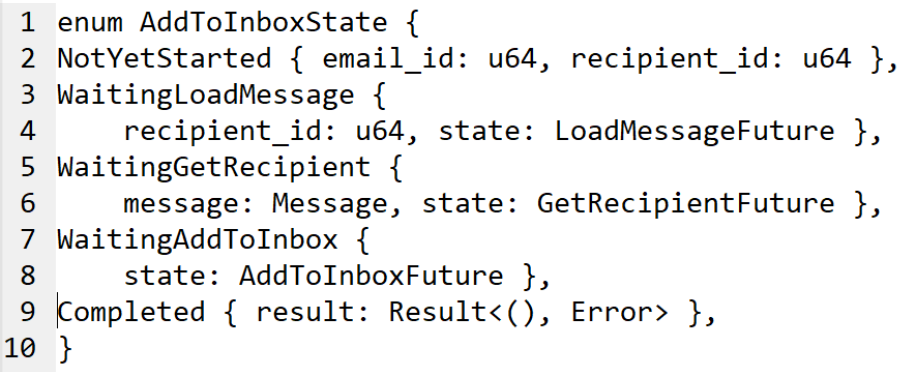 1 enum AddToInboxState {
2 NotYetStarted { email_id: u64, recipient_id: u64 },
3 WaitingLoadMessage {
4     recipient_id: u64, state: LoadMessageFuture },
5 WaitingGetRecipient {
6     message: Message, state: GetRecipientFuture },
7 WaitingAddToInbox {
8     state: AddToInboxFuture },
9 Completed { result: Result<(), Error> },
10 }